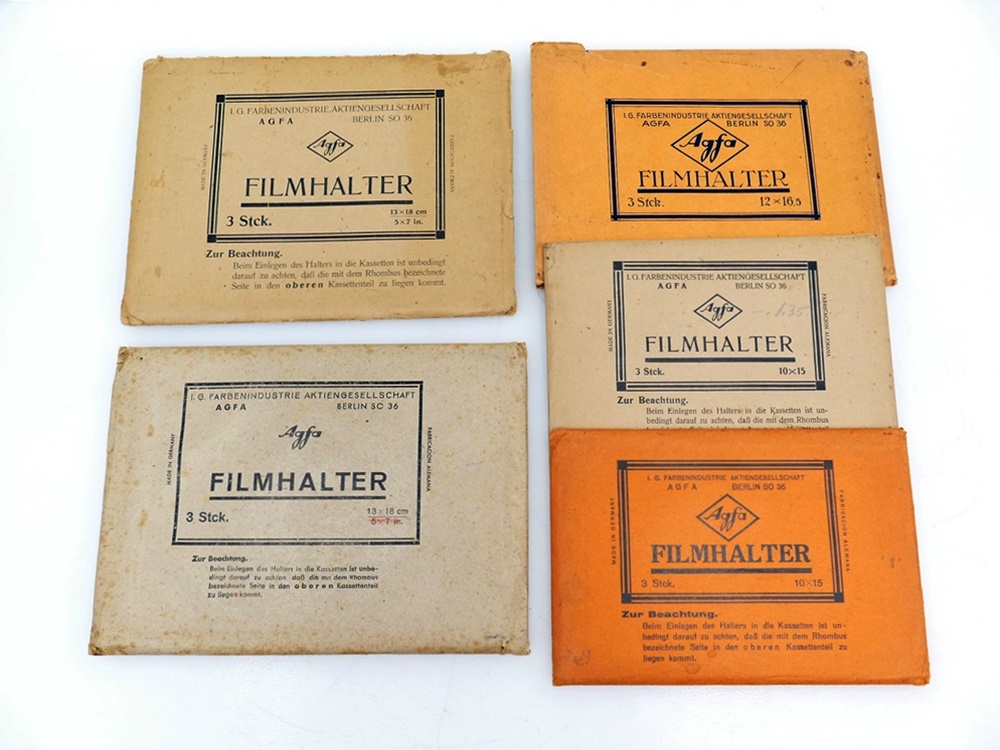 I. G. FARBENINDUSTRIE AKTIENGESELLSCHAFT
AGFA BERLIN SO 36
Agfa
FILMHALTER
3 Stck. 13×18 cm
5×7 in.
MADE IN GERMANY
FABRICACION ALEMANA
Zur Beachtung.
Beim Einlegen des Halters in die Kassetten ist unbedingt
darauf zu achten, daß die mit dem Rhombus bezeichnete
Seite in den oberen Kassettenteil zu liegen kommt.
I. G. FARBENINDUSTRIE AKTIENGESELLSCHAFT
AGFA BERLIN SO 36
Agfa
FILMHALTER
3 Stck. 12×16,5
I. G. FARBENINDUSTRIE AKTIENGESELLSCHAFT
AGFA BERLIN SO 36
Agfa
1.35
FILMHALTER
3 Stck. 10×15
MADE IN GERMANY
FABRICACION ALEMANA
Zur Beachtung.
Beim Einlegen des Halters in die Kassetten ist un-
bedingt darauf zu achten, daß die mit dem Rhombus
I. G. FARBENINDUSTRIE AKTIENGESELLSCHAFT
AGFA BERLIN SO 36
Agfa
FILMHALTER
3 Stck. 13×18 cm
5×7 in.
MADE IN GERMANY
FABRICACION ALEMANA
Zur Beachtung.
Beim Einlegen des Halters in die Kassetten ist unbe-
dingt darauf zu achten daß die mit dem Rhombus
bezeichnete Seite in den oberen Kassettenteil
zu liegen kommt.
I. G. FARBENINDUSTRIE AKTIENGESELLSCHAFT
AGFA BERLIN SO 36
Agfa
FILMHALTER
3 Stck. 10×15
MADE IN GERMANY
FABRICACION ALEMANA
Zur Beachtung.
Beim Einlegen des Halters in die Kassetten ist un-
bedingt darauf zu achten, daß die mit dem Rhombus
bezeichnete Seite in den oberen Kassettenteil zu
liegen kommt.